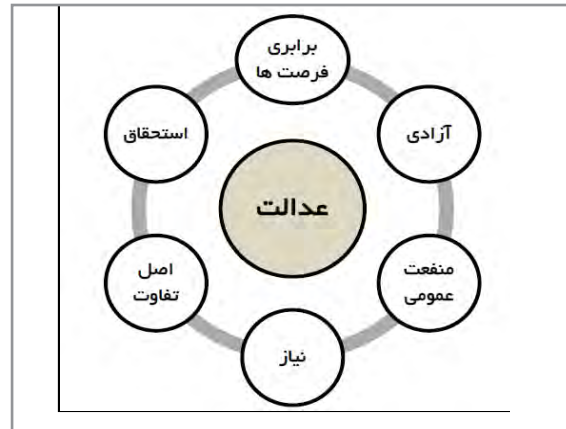 برابری
فرصت ها
آزادی
منفعت
عمومی
نیاز
اصل
تفاوت
استحقاق
عدالت